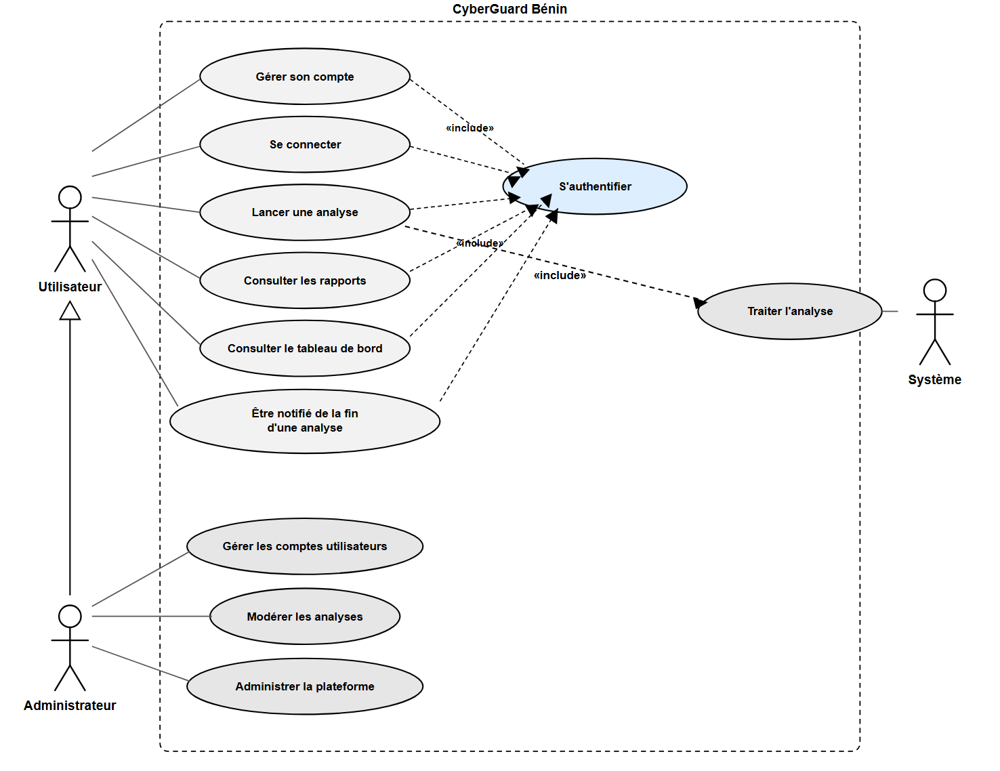 CyberGuard Bénin
Gérer son compte
«include»
Se connecter
S'authentifier
Lancer une analyse
«include»
«include»
Consulter les rapports
Utilisateur
Traiter l'analyse
Consulter le tableau de bord
Système
Être notifié de la fin
d'une analyse
Gérer les comptes utilisateurs
Modérer les analyses
Administrer la plateforme
Administrateur